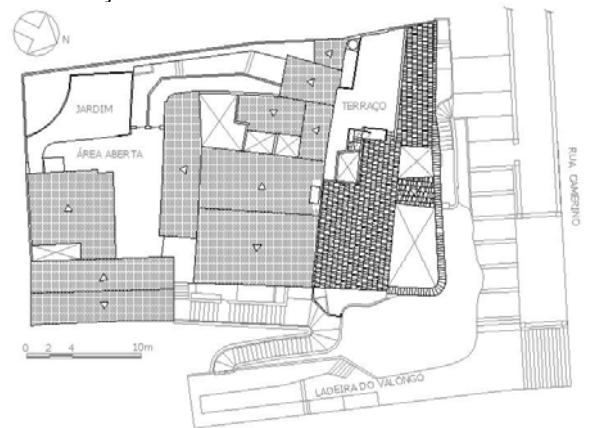 N
JARDIM
TERRAÇO
ÁREA ABERTA
RUA CAMERINO
0 2 4 10m
LADEIRA DO VALONGO